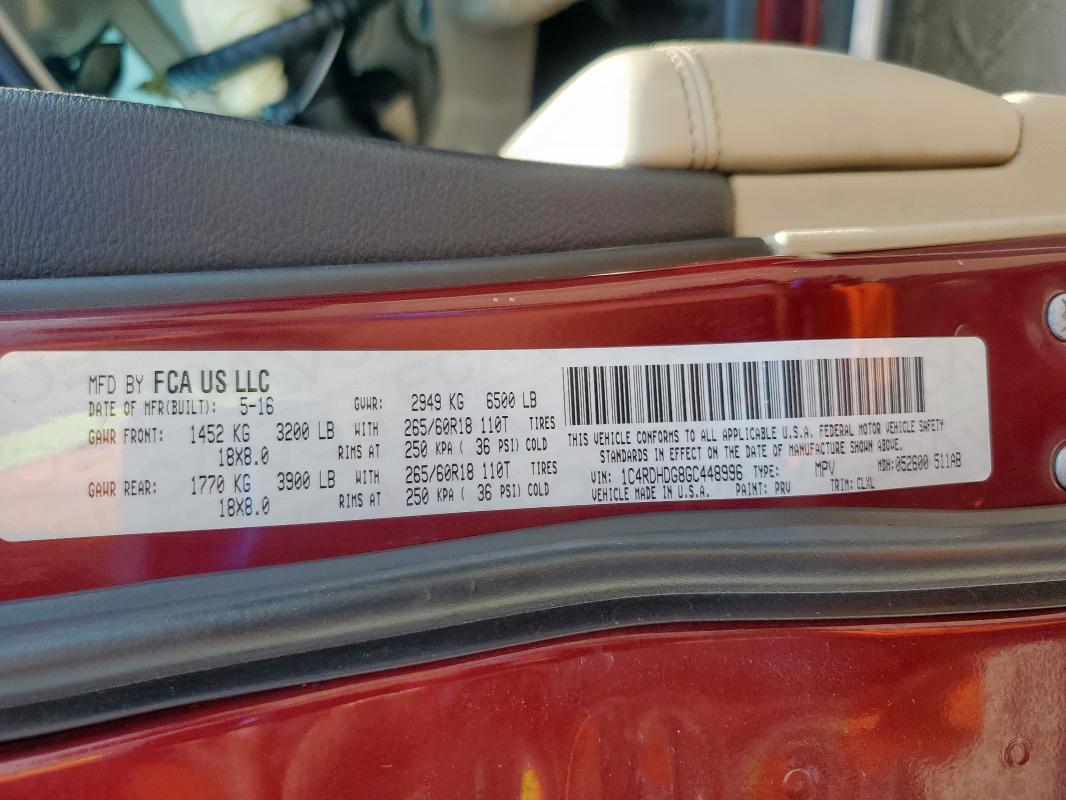 MFD BY FCA US LLC
DATE OF MFR(BUILT): 5-16 GVWR: 2949 KG 6500 LB
GAWR FRONT: 1452 KG 3200 LB WITH 265/60R18 110T TIRES
18X8.0 RIMS AT 250 KPA ( 36 PSI) COLD
GAWR REAR: 1770 KG 3900 LB WITH 265/60R18 110T TIRES
18X8.0 RIMS AT 250 KPA ( 36 PSI) COLD
THIS VEHICLE CONFORMS TO ALL APPLICABLE U.S.A. FEDERAL MOTOR VEHICLE SAFETY
STANDARDS IN EFFECT ON THE DATE OF MANUFACTURE SHOWN ABOVE.
VIN: 1C4RDHDG8GC448996 TYPE: MPV MDH: 052600 511AB
VEHICLE MADE IN U.S.A. PAINT: PRV TRIM: CLXL